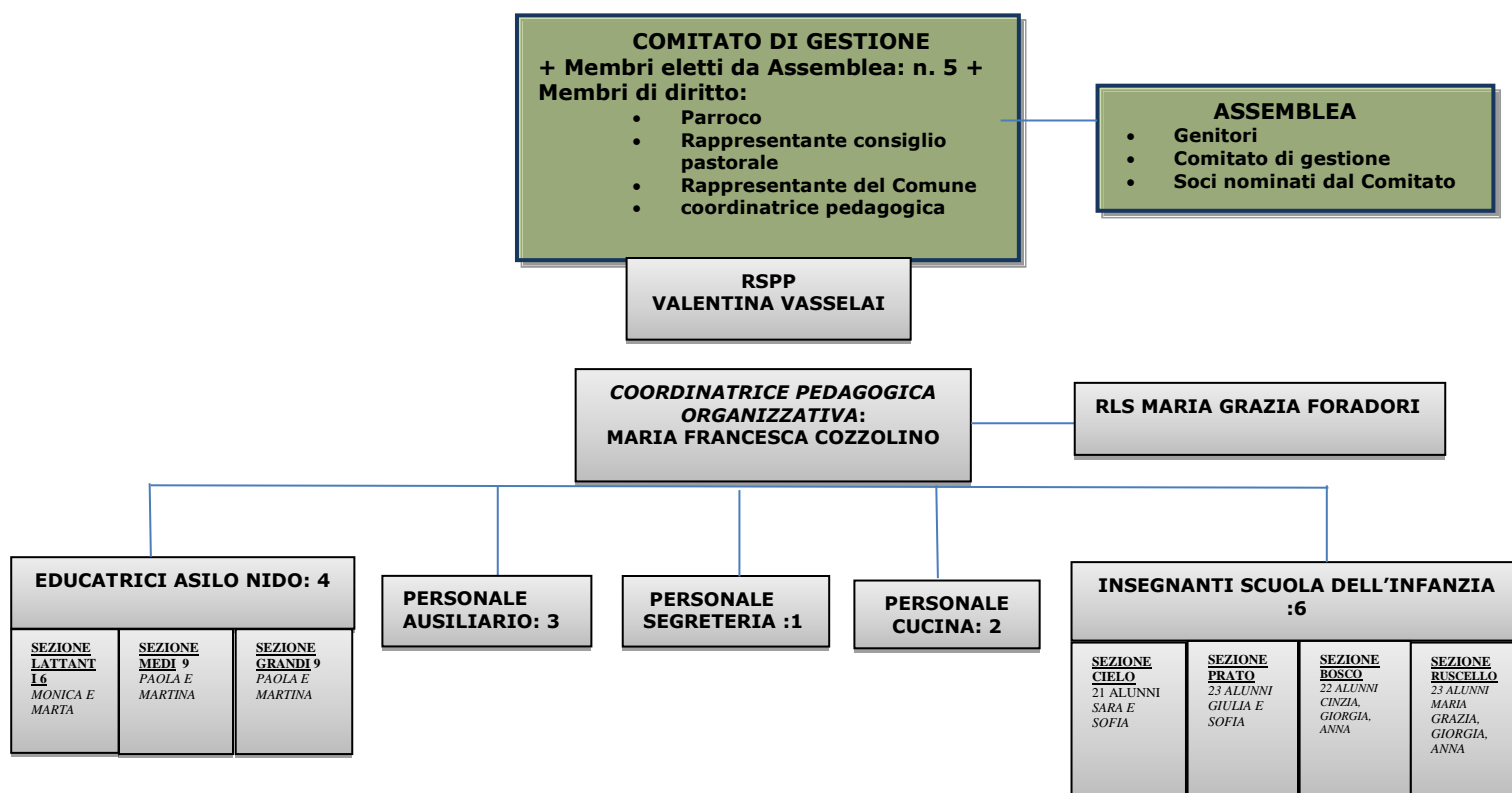 COMITATO DI GESTIONE
+ Membri eletti da Assemblea: n. 5 +
Membri di diritto:
• Parroco
• Rappresentante consiglio
pastorale
• Rappresentante del Comune
• coordinatrice pedagogica
ASSEMBLEA
• Genitori
• Comitato di gestione
• Soci nominati dal Comitato
RSPP
VALENTINA VASSELAI
COORDINATRICE PEDAGOGICA
ORGANIZZATIVA:
MARIA FRANCESCA COZZOLINO
RLS MARIA GRAZIA FORADORI
EDUCATRICI ASILO NIDO: 4
SEZIONE
LATTANT
I 6
MONICA E
MARTA
SEZIONE
MEDI 9
PAOLA E
MARTINA
SEZIONE
GRANDI 9
PAOLA E
MARTINA
PERSONALE
AUSILIARIO: 3
PERSONALE
SEGRETERIA :1
PERSONALE
CUCINA: 2
INSEGNANTI SCUOLA DELL’INFANZIA
:6
SEZIONE
CIELO
21 ALUNNI
SARA E
SOFIA
SEZIONE
PRATO
23 ALUNNI
GIULIA E
SOFIA
SEZIONE
BOSCO
22 ALUNNI
CINZIA,
GIORGIA,
ANNA
SEZIONE
RUSCELLO
23 ALUNNI
MARIA
GRAZIA,
GIORGIA,
ANNA